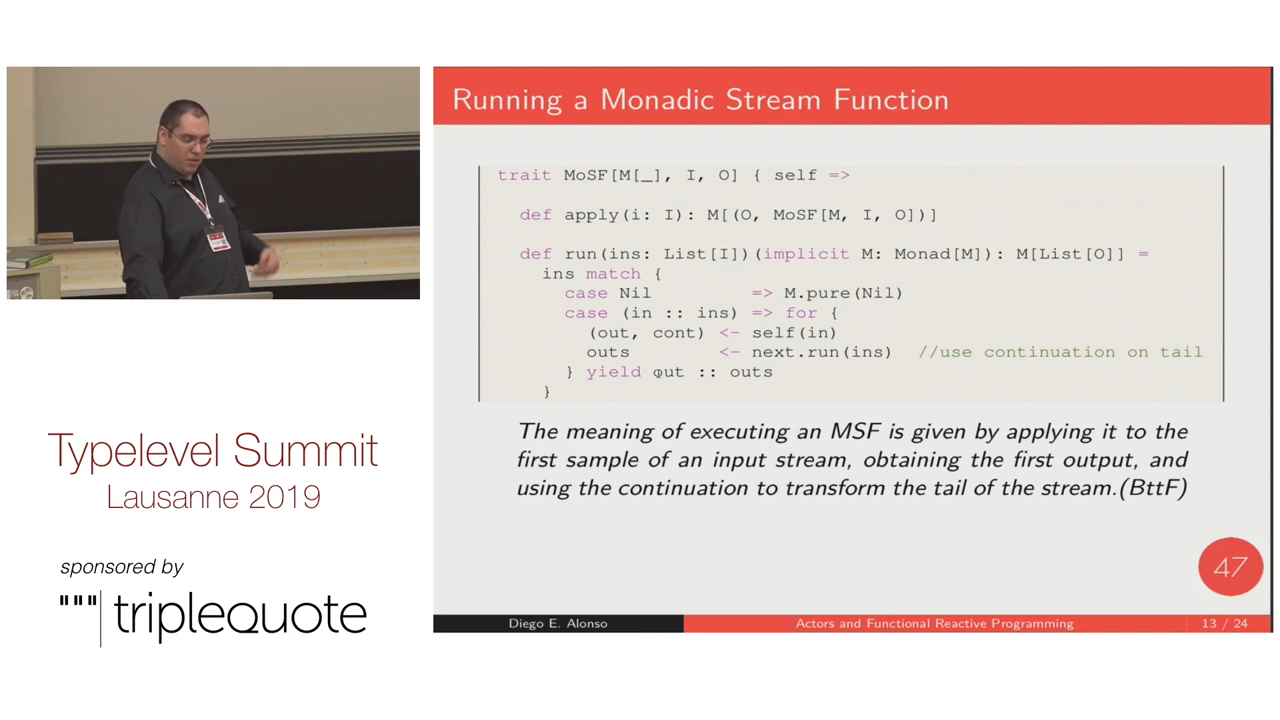 Running a Monadic Stream Function
trait MoSF[M[_], I, O] { self =>
def apply(i: I): M[(O, MoSF[M, I, O])]
def run(ins: List[I])(implicit M: Monad[M]): M[List[O]] =
ins match {
case Nil => M.pure(Nil)
case (in :: ins) => for {
(out, cont) <- self(in)
outs <- next.run(ins) //use continuation on tail
} yield out :: outs
}
The meaning of executing an MSF is given by applying it to the
first sample of an input stream, obtaining the first output, and
using the continuation to transform the tail of the stream.(BttF)
47
Diego E. Alonso Actors and Functional Reactive Programming 13 / 24
Typelevel Summit
Lausanne 2019
sponsored by
"""|triplequote